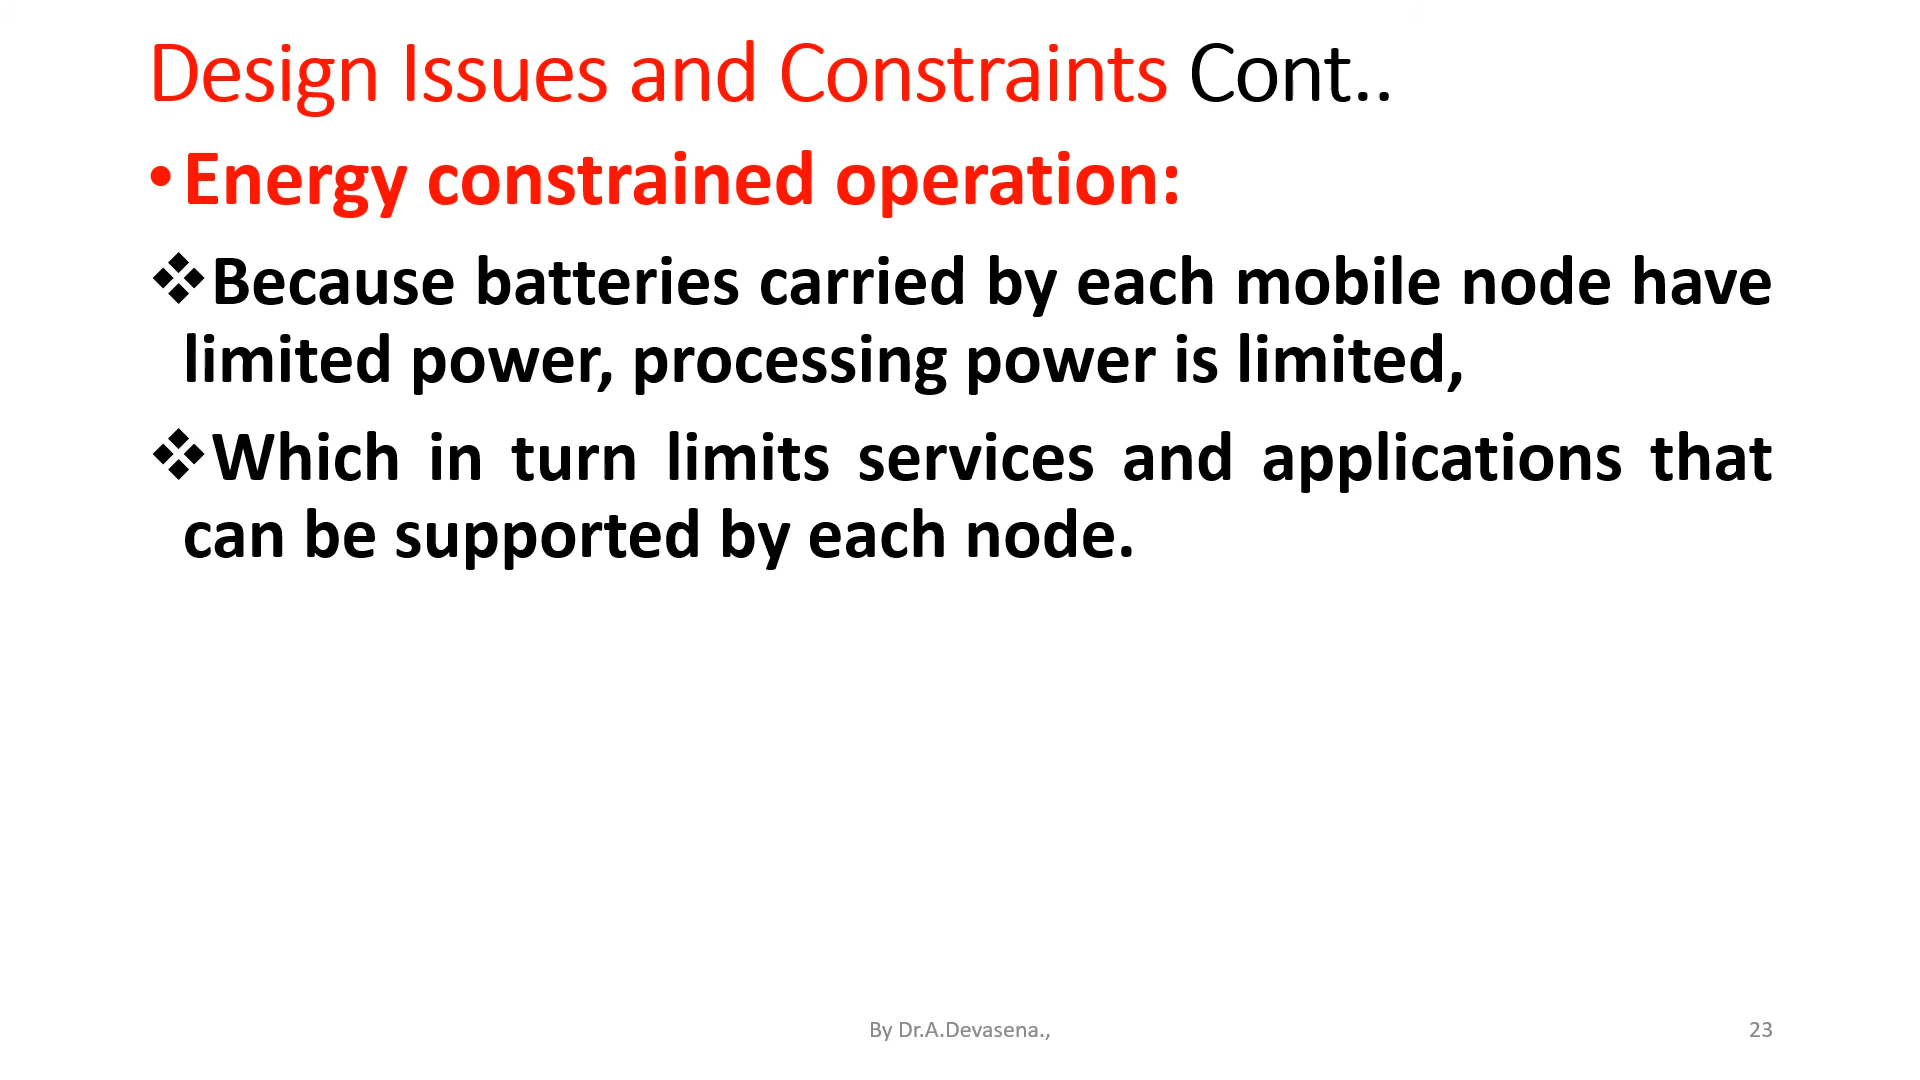 Design Issues and Constraints Cont..
•Energy constrained operation:
❖Because batteries carried by each mobile node have
limited power, processing power is limited,
❖Which in turn limits services and applications that
can be supported by each node.
By Dr.A.Devasena.,
23